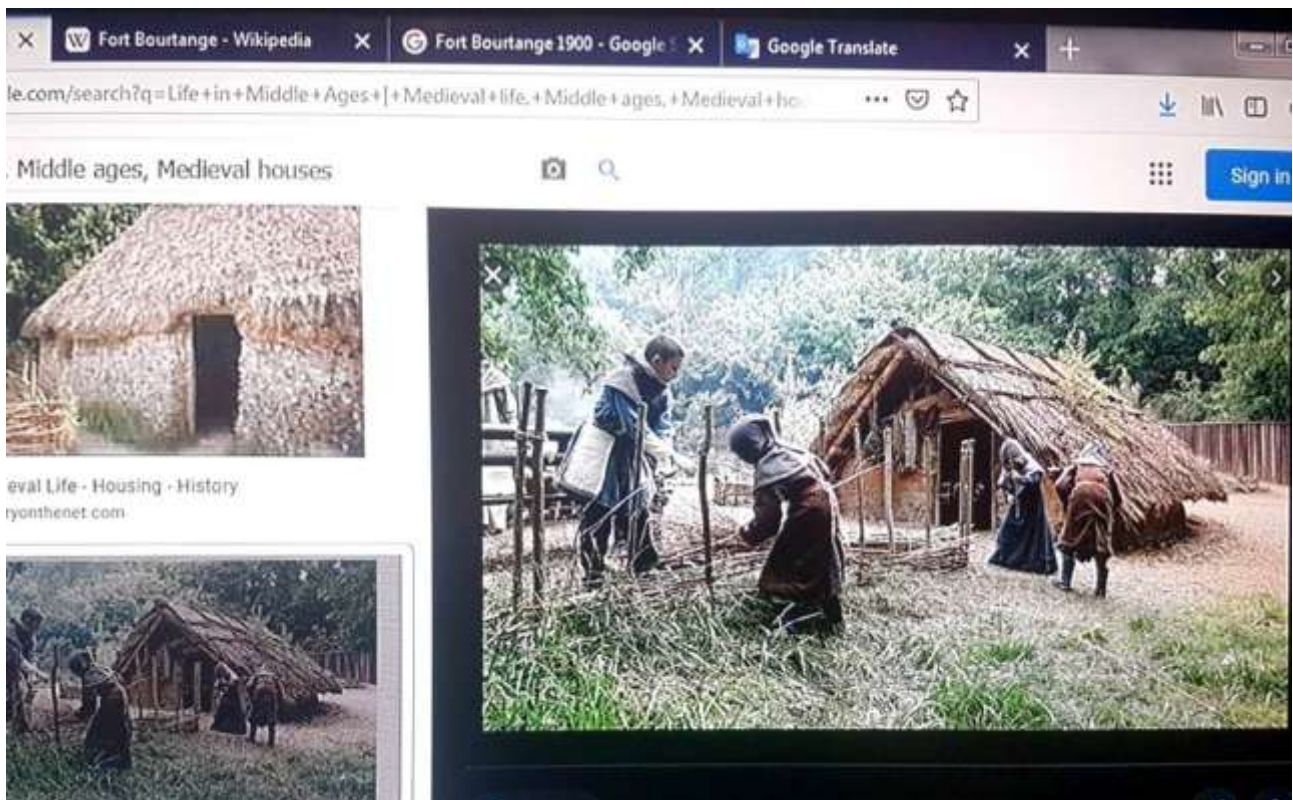 Fort Bourtange - Wikipedia
Fort Bourtange 1900 - Google
Google Translate
le.com/search?q=Life+in+Middle+Ages+[+Medieval+life,+Middle+ages,+Medieval+ho
. Middle ages, Medieval houses
Sign in
eval Life - Housing - History
ryonthenet com